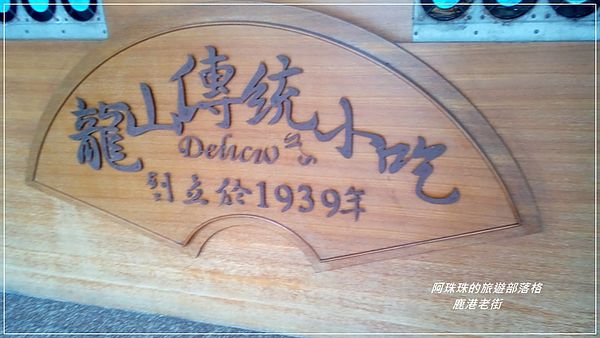 龍山傳統小吃
創立於1939年
阿珠珠的旅遊部落格
鹿港老街